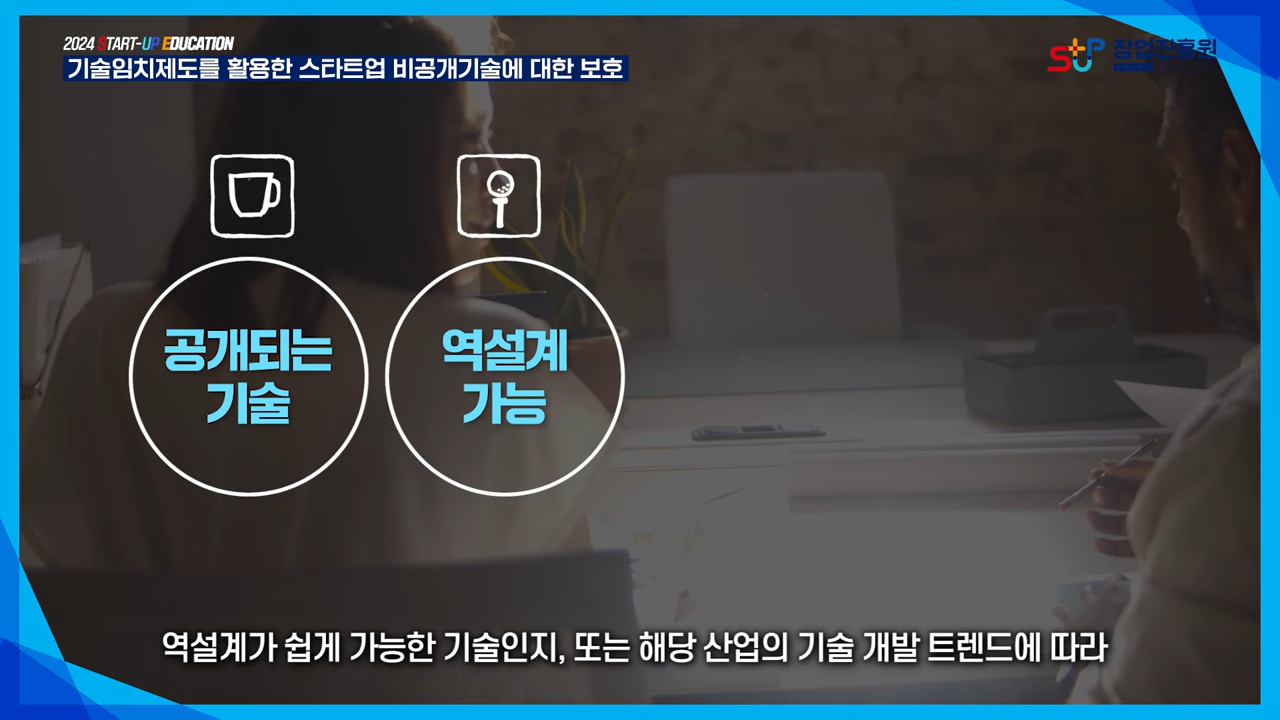 2024 START-UP EDUCATION
기술임치제도를 활용한 스타트업 비공개기술에 대한 보호
창업진흥원
공개되는
기술
역설계
가능
역설계가 쉽게 가능한 기술인지, 또는 해당 산업의 기술 개발 트렌드에 따라